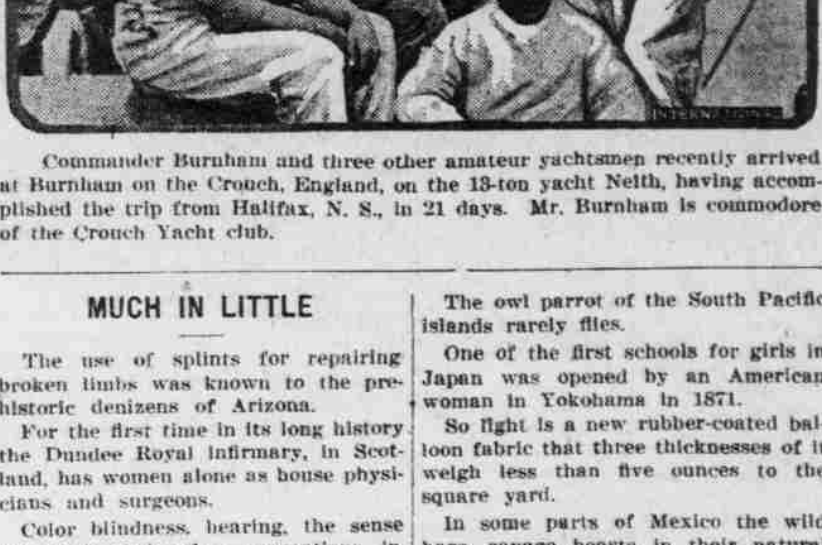 INTERNATIONAL
Commander Burnham and three other amateur yachtsmen recently arrived
at Burnham on the Crouch, England, on the 13-ton yacht Neith, having accom-
plished the trip from Halifax, N. S., in 21 days. Mr. Burnham is commodore
of the Crouch Yacht club.
MUCH IN LITTLE
The use of splints for repairing
broken limbs was known to the pre-
historic denizens of Arizona.
For the first time in its long history
the Dundee Royal infirmary, in Scot-
land, has women alone as house physi-
cians and surgeons.
Color blindness, hearing, the sense
The owl parrot of the South Pacific
islands rarely flies.
One of the first schools for girls in
Japan was opened by an American
woman in Yokohama in 1871.
So light is a new rubber-coated bal-
loon fabric that three thicknesses of it
weigh less than five ounces to the
square yard.
In some parts of Mexico the wild